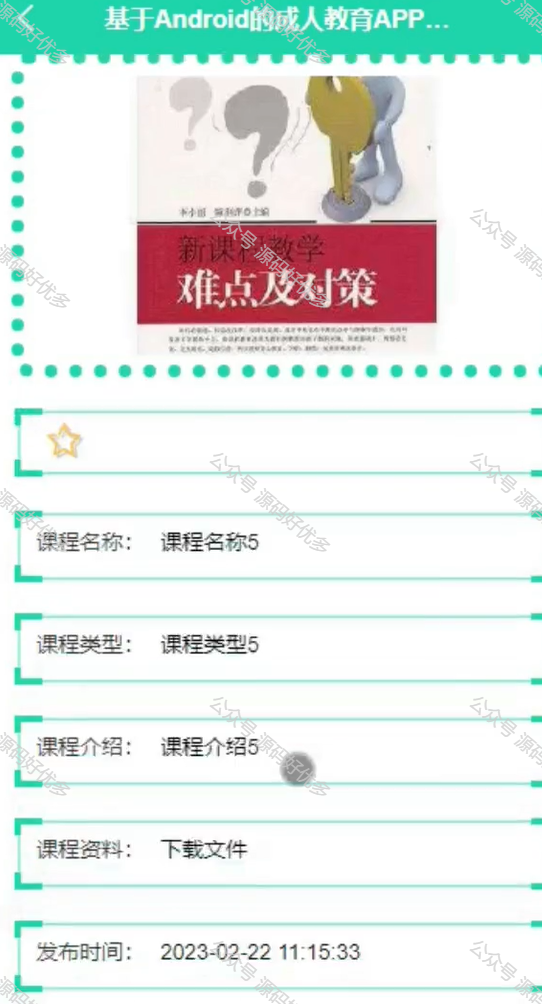 基于Android的成人教育APP...
新课程教学
难点及对策
课程名称： 课程名称5
课程类型： 课程类型5
课程介绍： 课程介绍5
课程资料： 下载文件
发布时间： 2023-02-22 11:15:33
公众号 源码好优多